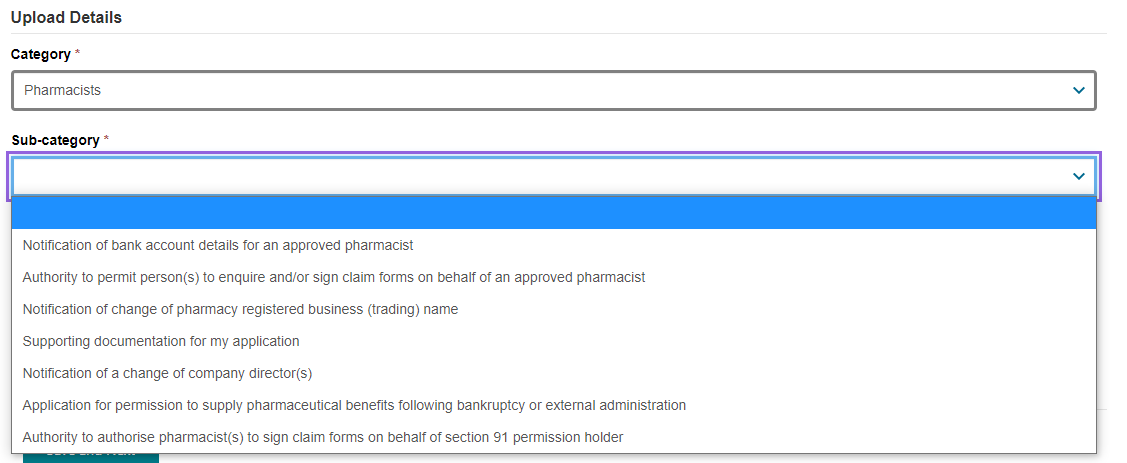 Upload Details
Category *
Pharmacists
Sub-category *
Notification of bank account details for an approved pharmacist
Authority to permit person(s) to enquire and/or sign claim forms on behalf of an approved pharmacist
Notification of change of pharmacy registered business (trading) name
Supporting documentation for my application
Notification of a change of company director(s)
Application for permission to supply pharmaceutical benefits following bankruptcy or external administration
Authority to authorise pharmacist(s) to sign claim forms on behalf of section 91 permission holder